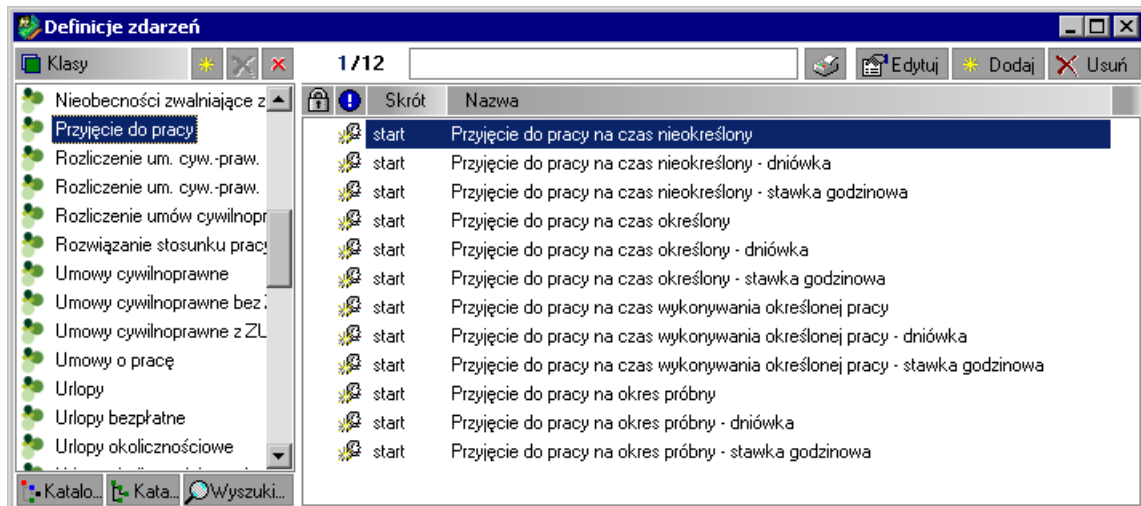 Definicje zdarzeń
Klasy
1/12
Edytuj
Dodaj
Usuń
Nieobecności zwalniające z
Przyjęcie do pracy
Rozliczenie um. cyw.-praw.
Rozliczenie um. cyw.-praw.
Rozliczenie umów cywilnopr
Rozwiązanie stosunku pracy
Umowy cywilnoprawne
Umowy cywilnoprawne bez
Umowy cywilnoprawne z ZU
Umowy o pracę
Urlopy
Urlopy bezpłatne
Urlopy okolicznościowe
Katalo...
Kata...
Wyszuki...
Skrót Nazwa
start Przyjęcie do pracy na czas nieokreślony
start Przyjęcie do pracy na czas nieokreślony - dniówka
start Przyjęcie do pracy na czas nieokreślony - stawka godzinowa
start Przyjęcie do pracy na czas określony
start Przyjęcie do pracy na czas określony - dniówka
start Przyjęcie do pracy na czas określony - stawka godzinowa
start Przyjęcie do pracy na czas wykonywania określonej pracy
start Przyjęcie do pracy na czas wykonywania określonej pracy - dniówka
start Przyjęcie do pracy na czas wykonywania określonej pracy - stawka godzinowa
start Przyjęcie do pracy na okres próbny
start Przyjęcie do pracy na okres próbny - dniówka
start Przyjęcie do pracy na okres próbny - stawka godzinowa